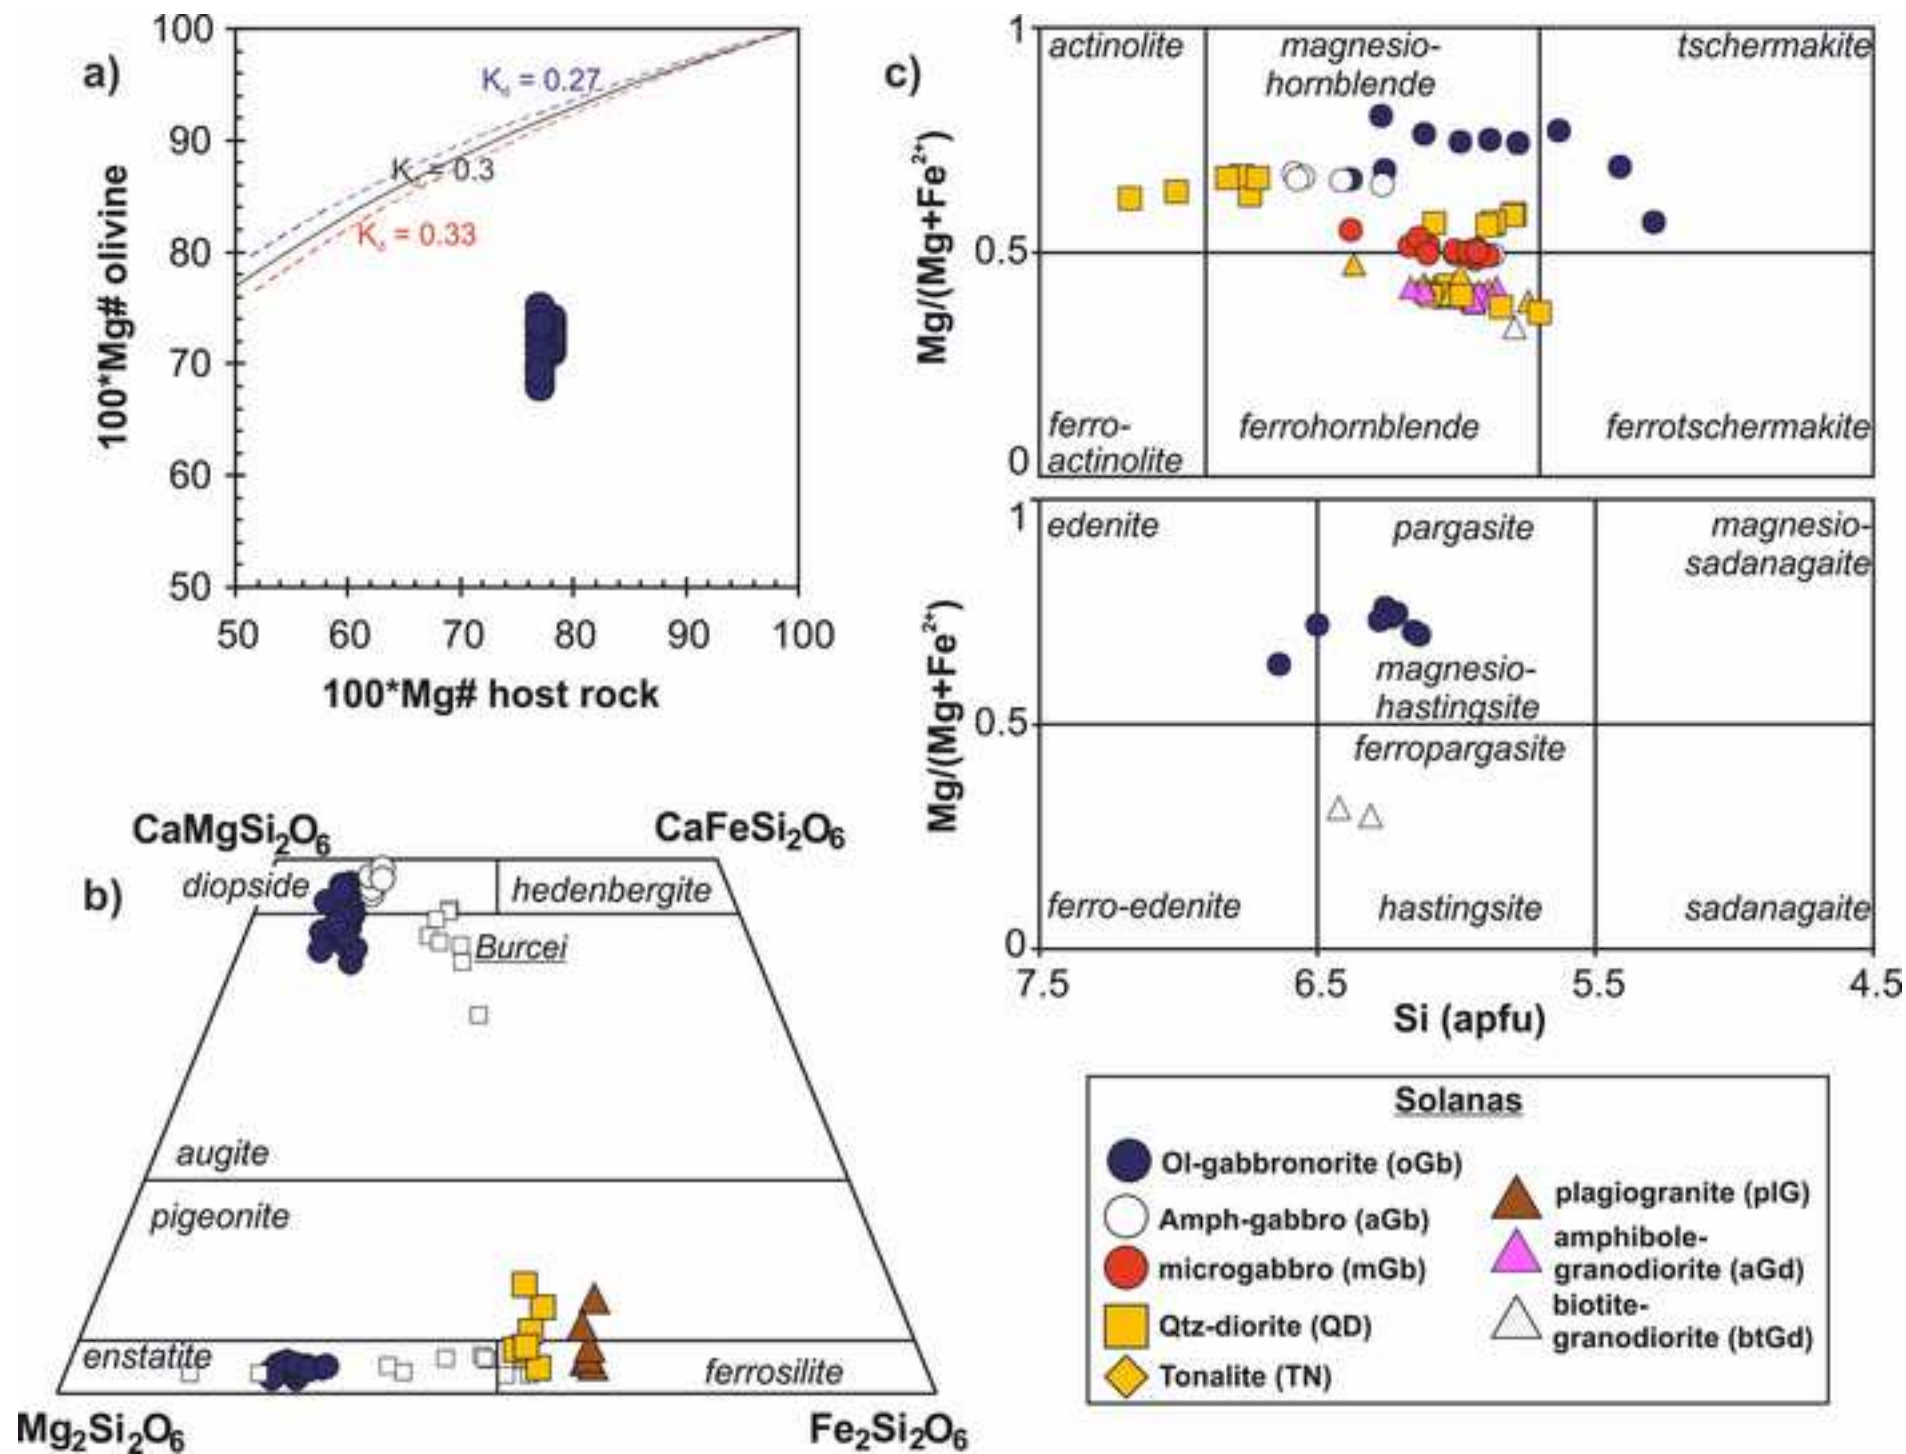 a)
100*Mg# olivine
100
90
80
70
60
50
K_d = 0.27
K_d = 0.3
K_d = 0.33
50 60 70 80 90 100
100*Mg# host rock
b)
CaMgSi₂O₆ CaFeSi₂O₆
diopside hedenbergite
Burcei
augite
pigeonite
enstatite ferrosilite
Mg₂Si₂O₆ Fe₂Si₂O₆
c)
Mg/(Mg+Fe²⁺)
1
0.5
0
actinolite
magnesio-
hornblende
tschermakite
ferro-
actinolite
ferrohornblende
ferrotschermakite
Mg/(Mg+Fe²⁺)
1
0.5
0
edenite
pargasite
magnesio-
sadanagaite
magnesio-
hastingsite
ferropargasite
ferro-edenite
hastingsite
sadanagaite
7.5 6.5 5.5 4.5
Si (apfu)
Solanas
Ol-gabbronorite (oGb)
Amph-gabbro (aGb)
microgabbro (mGb)
Qtz-diorite (QD)
Tonalite (TN)
plagiogranite (plG)
amphibole-
granodiorite (aGd)
biotite-
granodiorite (btGd)